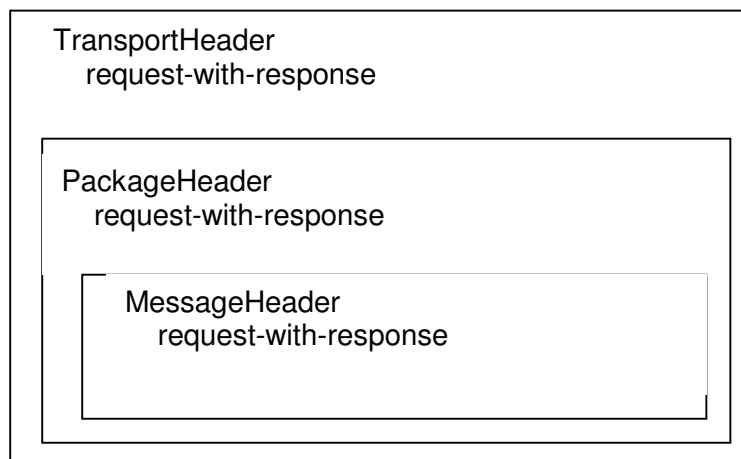 TransportHeader
request-with-response
PackageHeader
request-with-response
MessageHeader
request-with-response